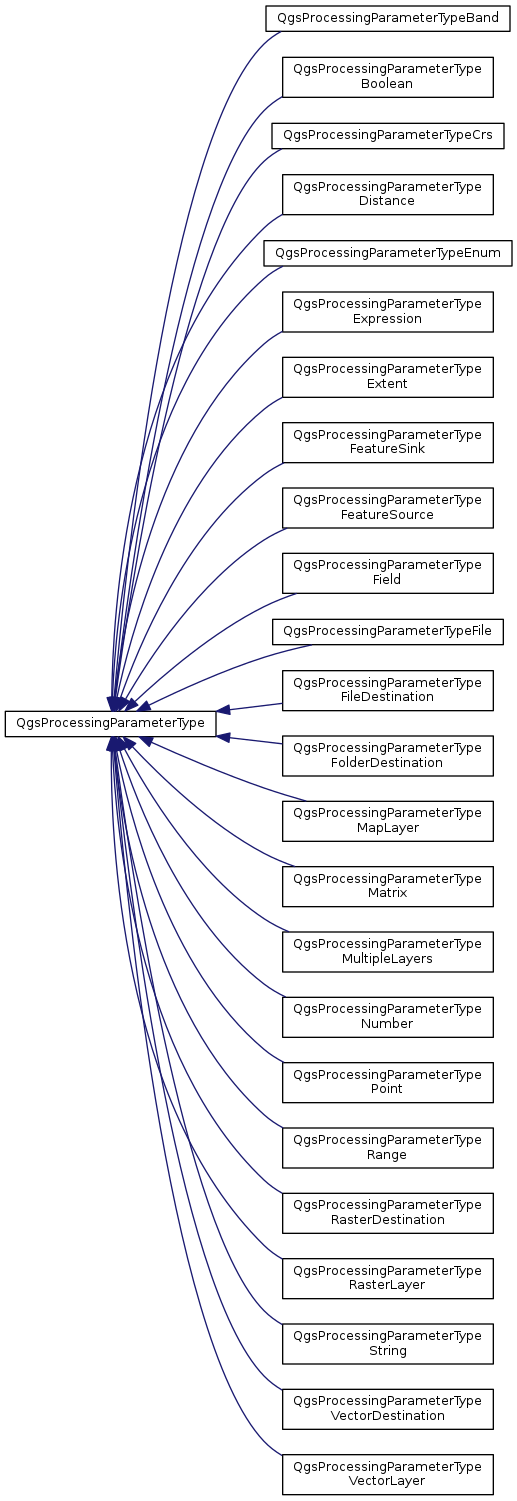 QgsProcessingParameterTypeBand
QgsProcessingParameterType
Boolean
QgsProcessingParameterTypeCrs
QgsProcessingParameterType
Distance
QgsProcessingParameterTypeEnum
QgsProcessingParameterType
Expression
QgsProcessingParameterType
Extent
QgsProcessingParameterType
FeatureSink
QgsProcessingParameterType
FeatureSource
QgsProcessingParameterType
Field
QgsProcessingParameterTypeFile
QgsProcessingParameterType
FileDestination
QgsProcessingParameterType
QgsProcessingParameterType
FolderDestination
QgsProcessingParameterType
MapLayer
QgsProcessingParameterType
Matrix
QgsProcessingParameterType
MultipleLayers
QgsProcessingParameterType
Number
QgsProcessingParameterType
Point
QgsProcessingParameterType
Range
QgsProcessingParameterType
RasterDestination
QgsProcessingParameterType
RasterLayer
QgsProcessingParameterType
String
QgsProcessingParameterType
VectorDestination
QgsProcessingParameterType
VectorLayer